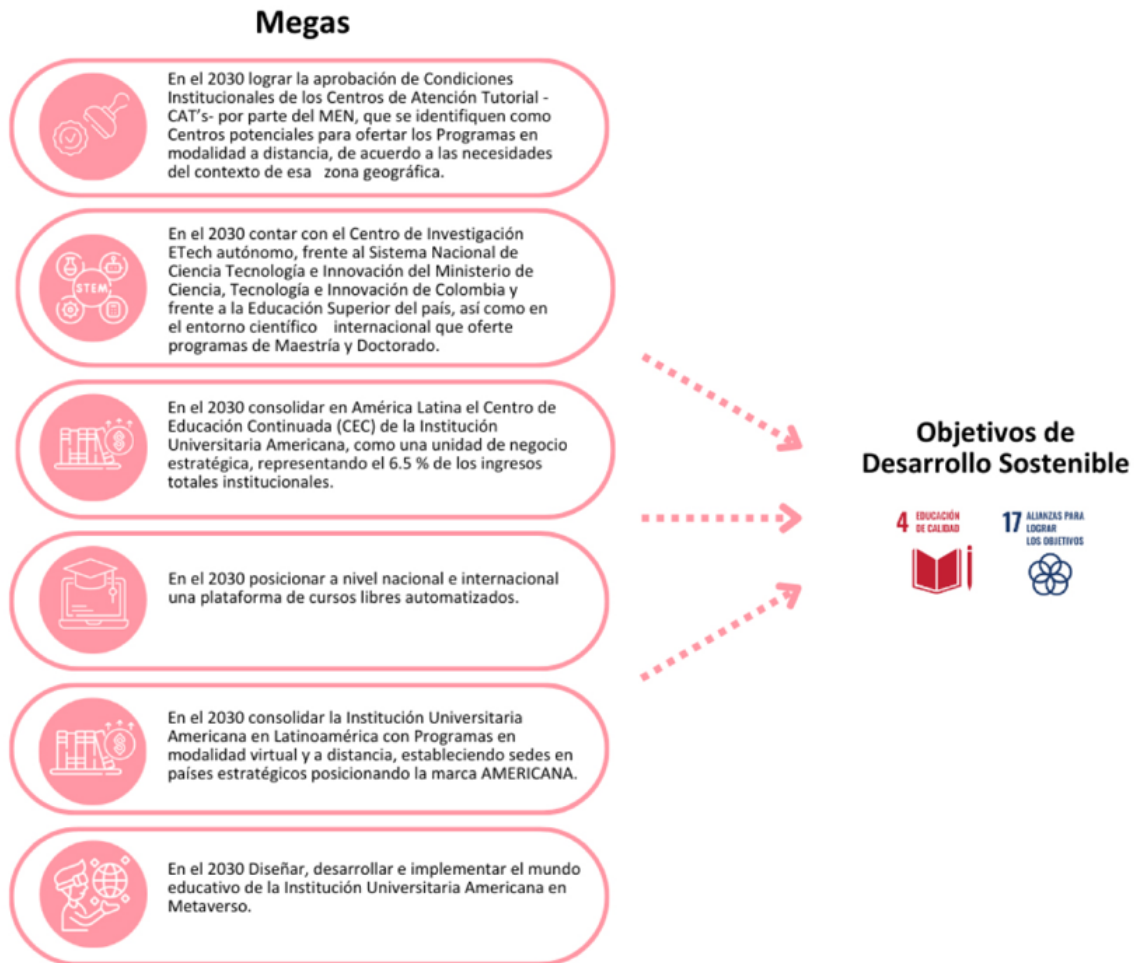 Megas
En el 2030 lograr la aprobación de Condiciones
Institucionales de los Centros de Atención Tutorial -
CAT's- por parte del MEN, que se identifiquen como
Centros potenciales para ofertar los Programas en
modalidad a distancia, de acuerdo a las necesidades
del contexto de esa zona geográfica.
En el 2030 contar con el Centro de Investigación
ETech autónomo, frente al Sistema Nacional de
Ciencia Tecnología e Innovación del Ministerio de
Ciencia, Tecnología e Innovación de Colombia y
frente a la Educación Superior del país, así como en
el entorno científico internacional que oferte
programas de Maestría y Doctorado.
STEM
En el 2030 consolidar en América Latina el Centro de
Educación Continuada (CEC) de la Institución
Universitaria Americana, como una unidad de negocio
estratégica, representando el 6.5 % de los ingresos
totales institucionales.
En el 2030 posicionar a nivel nacional e internacional
una plataforma de cursos libres automatizados.
En el 2030 consolidar la Institución Universitaria
Americana en Latinoamérica con Programas en
modalidad virtual y a distancia, estableciendo sedes en
países estratégicos posicionando la marca AMERICANA.
En el 2030 Diseñar, desarrollar e implementar el mundo
educativo de la Institución Universitaria Americana en
Metaverso.
Objetivos de
Desarrollo Sostenible
4 EDUCACIÓN
DE CALIDAD
17 ALIANZAS PARA
LOGRAR
LOS OBJETIVOS